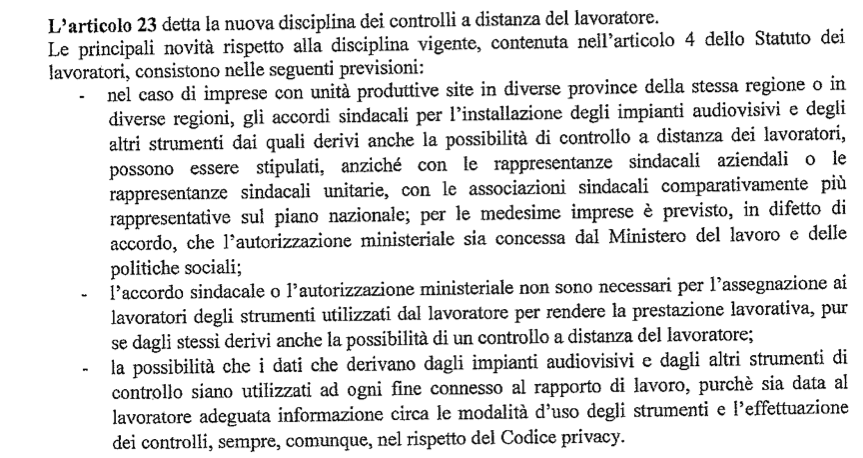 L'articolo 23 detta la nuova disciplina dei controlli a distanza del lavoratore.
Le principali novità rispetto alla disciplina vigente, contenuta nell'articolo 4 dello Statuto dei
lavoratori, consistono nelle seguenti previsioni:
- nel caso di imprese con unità produttive site in diverse province della stessa regione o in
diverse regioni, gli accordi sindacali per l'installazione degli impianti audiovisivi e degli
altri strumenti dai quali derivi anche la possibilità di controllo a distanza dei lavoratori,
possono essere stipulati, anziché con le rappresentanze sindacali aziendali o le
rappresentanze sindacali unitarie, con le associazioni sindacali comparativamente più
rappresentative sul piano nazionale; per le medesime imprese è previsto, in difetto di
accordo, che l'autorizzazione ministeriale sia concessa dal Ministero del lavoro e delle
politiche sociali;
- l'accordo sindacale o l'autorizzazione ministeriale non sono necessari per l'assegnazione ai
lavoratori degli strumenti utilizzati dal lavoratore per rendere la prestazione lavorativa, pur
se dagli stessi derivi anche la possibilità di un controllo a distanza del lavoratore;
- la possibilità che i dati che derivano dagli impianti audiovisivi e dagli altri strumenti di
controllo siano utilizzati ad ogni fine connesso al rapporto di lavoro, purchè sia data al
lavoratore adeguata informazione circa le modalità d'uso degli strumenti e l'effettuazione
dei controlli, sempre, comunque, nel rispetto del Codice privacy.